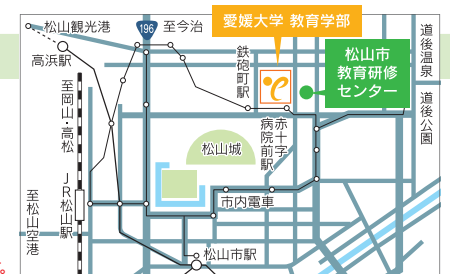 松山観光港
196
至今治
愛媛大学 教育学部
高浜駅
鉄砲町駅
松山市
教育研修
センター
道後温泉
道後公園
至岡山・高松
JR松山駅
赤十字
病院前駅
松山城
至松山空港
市内電車
松山市駅